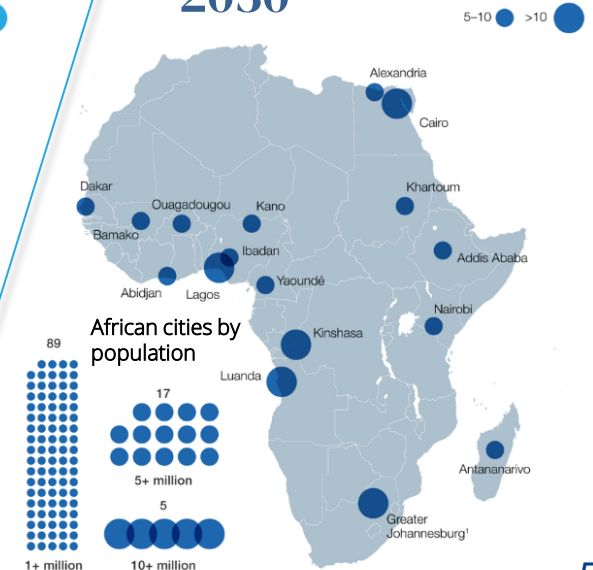 2030
5–10 >10
Alexandria
Cairo
Dakar
Khartoum
Ouagadougou
Kano
Bamako
Ibadan
Addis Ababa
Abidjan
Lagos
Yaoundé
Nairobi
African cities by
population
Kinshasa
89
Luanda
17
5+ million
Antananarivo
5
Greater
Johannesburg¹
1+ million
10+ million